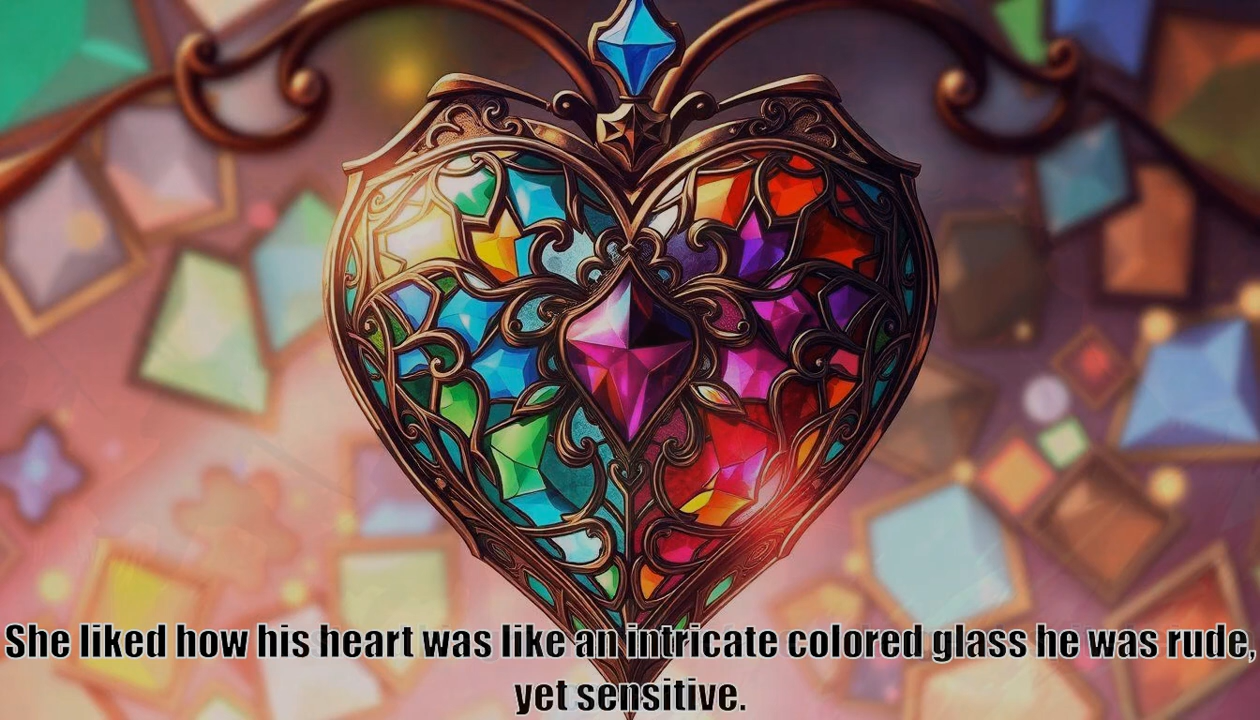 She liked how his heart was like an intricate colored glass he was rude,
yet sensitive.